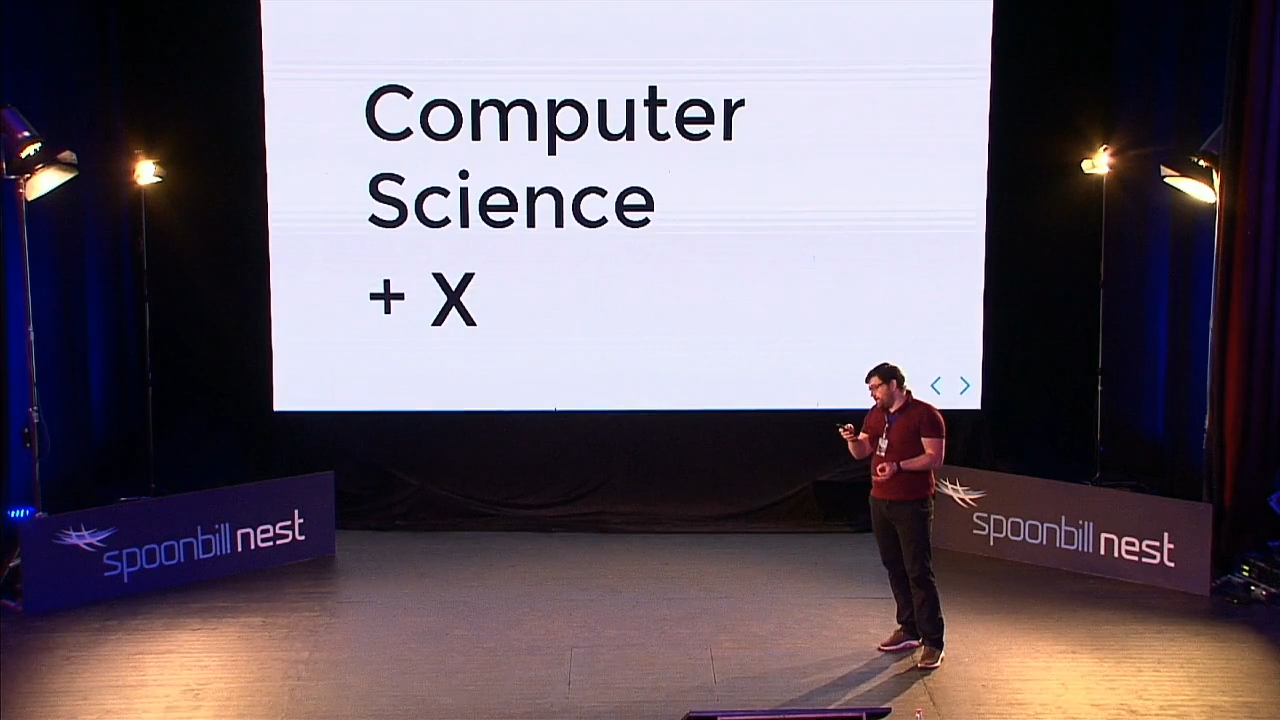 Computer
Science
+ X
spoonbill nest
spoonbill nest